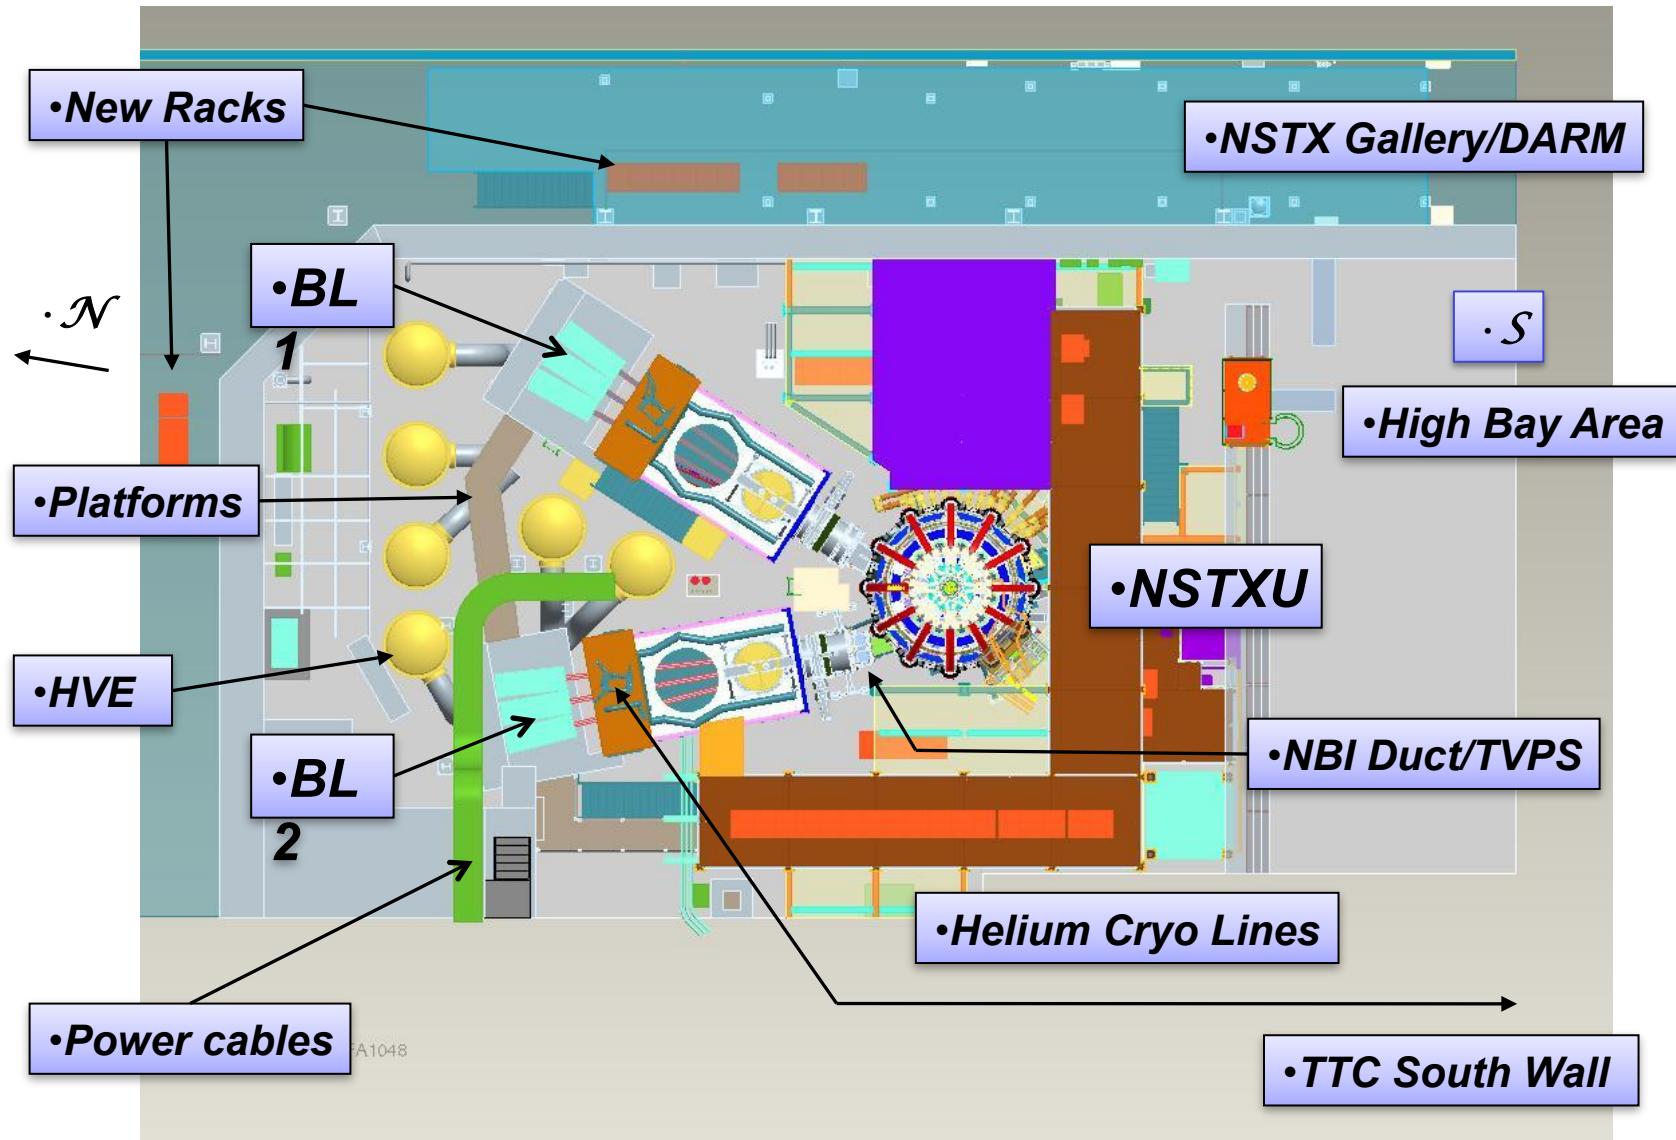 •New Racks
•NSTX Gallery/DARM
•BL
1
· N
· S
•High Bay Area
•Platforms
•NSTXU
•HVE
•NBI Duct/TVPS
•BL
2
•Helium Cryo Lines
•Power cables
A1048
•TTC South Wall